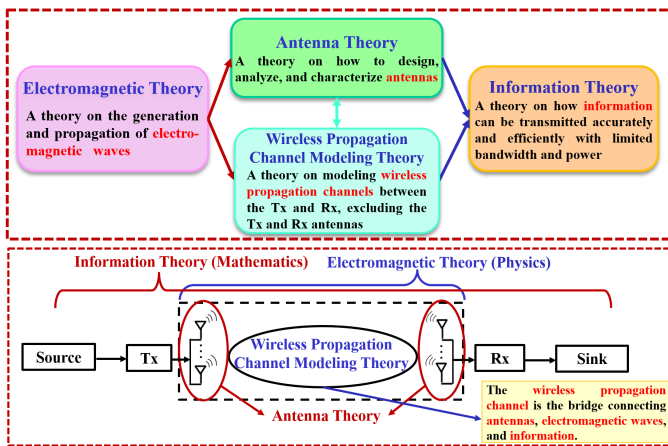 Antenna Theory
A theory on how to design,
analyze, and characterize antennas
Electromagnetic Theory
A theory on the generation
and propagation of electro-
magnetic waves
Wireless Propagation
Channel Modeling Theory
A theory on modeling wireless
propagation channels between
the Tx and Rx, excluding the
Tx and Rx antennas
Information Theory
A theory on how information
can be transmitted accurately
and efficiently with limited
bandwidth and power
Information Theory (Mathematics)
Electromagnetic Theory (Physics)
Source
Tx
Wireless Propagation
Channel Modeling Theory
Rx
Sink
Antenna Theory
The wireless propagation
channel is the bridge connecting
antennas, electromagnetic waves,
and information.